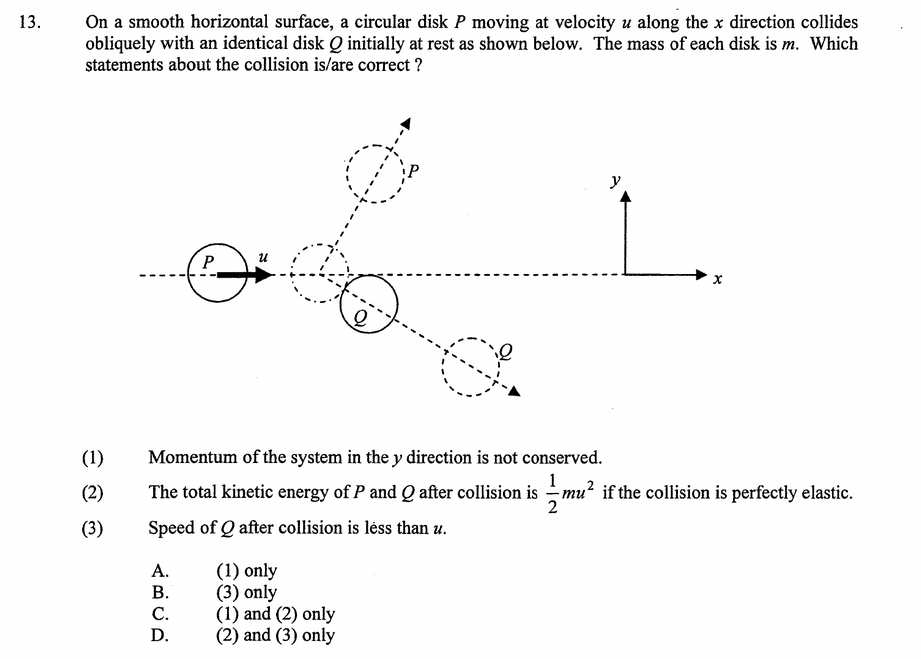 13. On a smooth horizontal surface, a circular disk P moving at velocity u along the x direction collides
obliquely with an identical disk Q initially at rest as shown below. The mass of each disk is m. Which
statements about the collision is/are correct ?
P
y
P
u
x
Q
Q
(1) Momentum of the system in the y direction is not conserved.
(2) The total kinetic energy of P and Q after collision is 1/2 mu² if the collision is perfectly elastic.
(3) Speed of Q after collision is less than u.
A. (1) only
B. (3) only
C. (1) and (2) only
D. (2) and (3) only